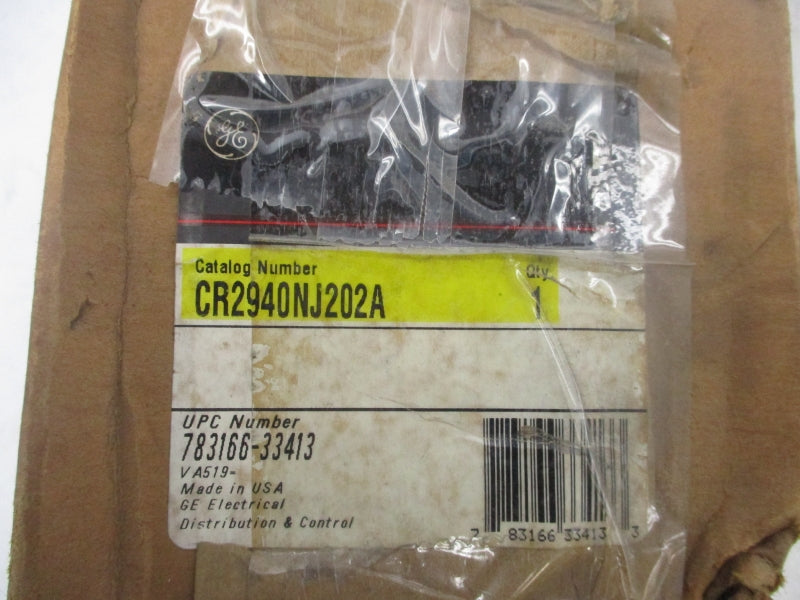 GE
Catalog Number Qty
CR2940NJ202A 1
UPC Number
783166-33413
VA519-
Made in USA
GE Electrical
Distribution & Control
7 83166 33413 3